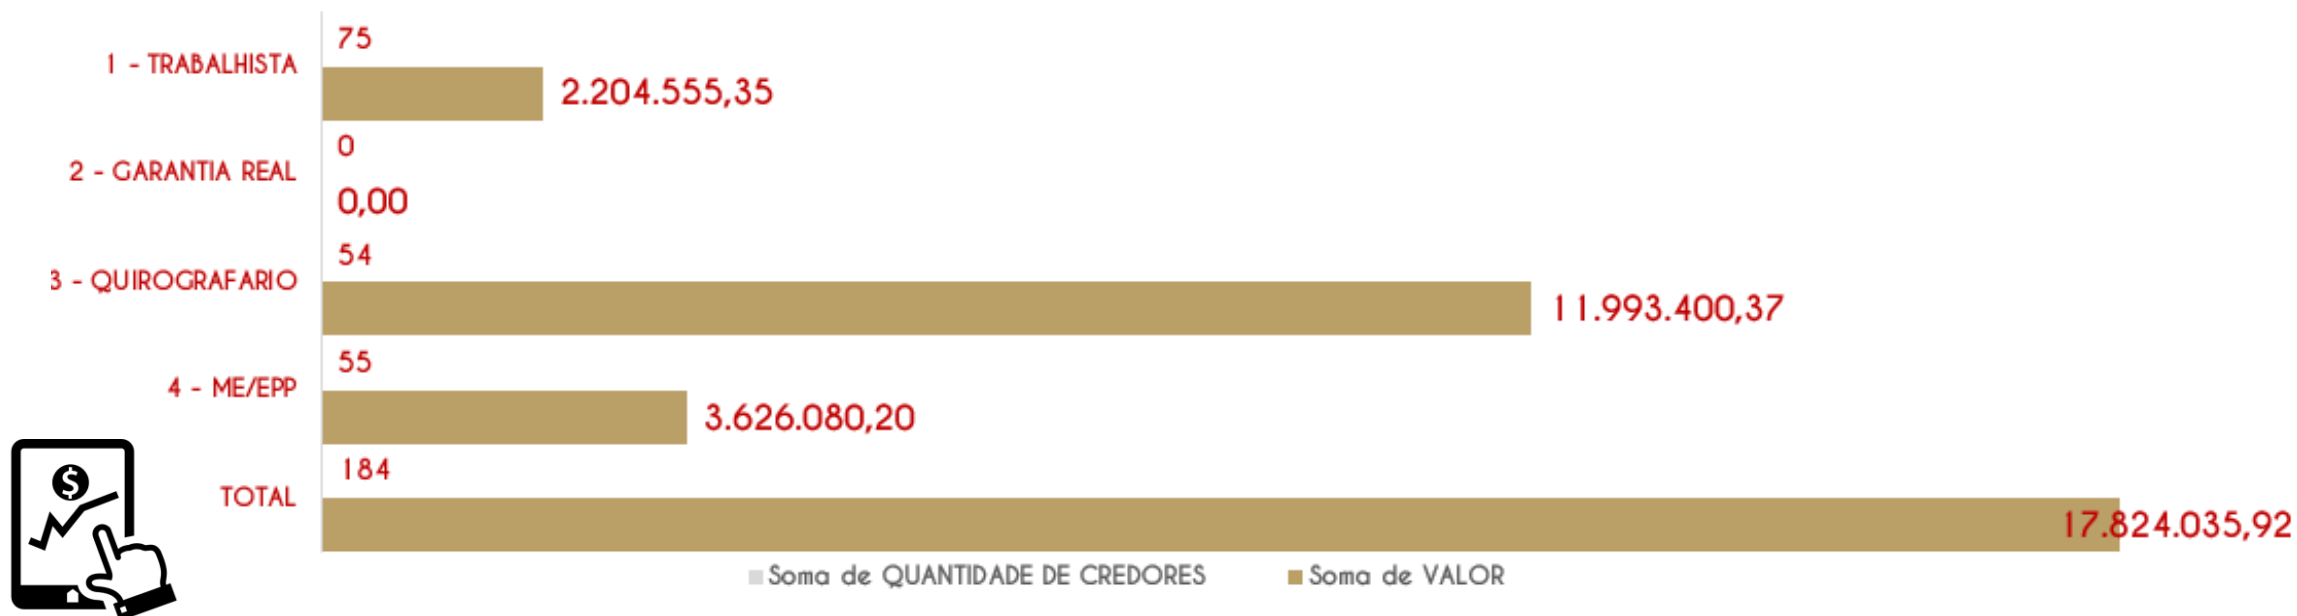 75
1 - TRABALHISTA
2.204.555,35
0
2 - GARANTIA REAL
0,00
54
3 - QUIROGRAFARIO
11.993.400,37
55
4 - ME/EPP
3.626.080,20
184
TOTAL
17.824.035,92
Soma de QUANTIDADE DE CREDORES
Soma de VALOR
$